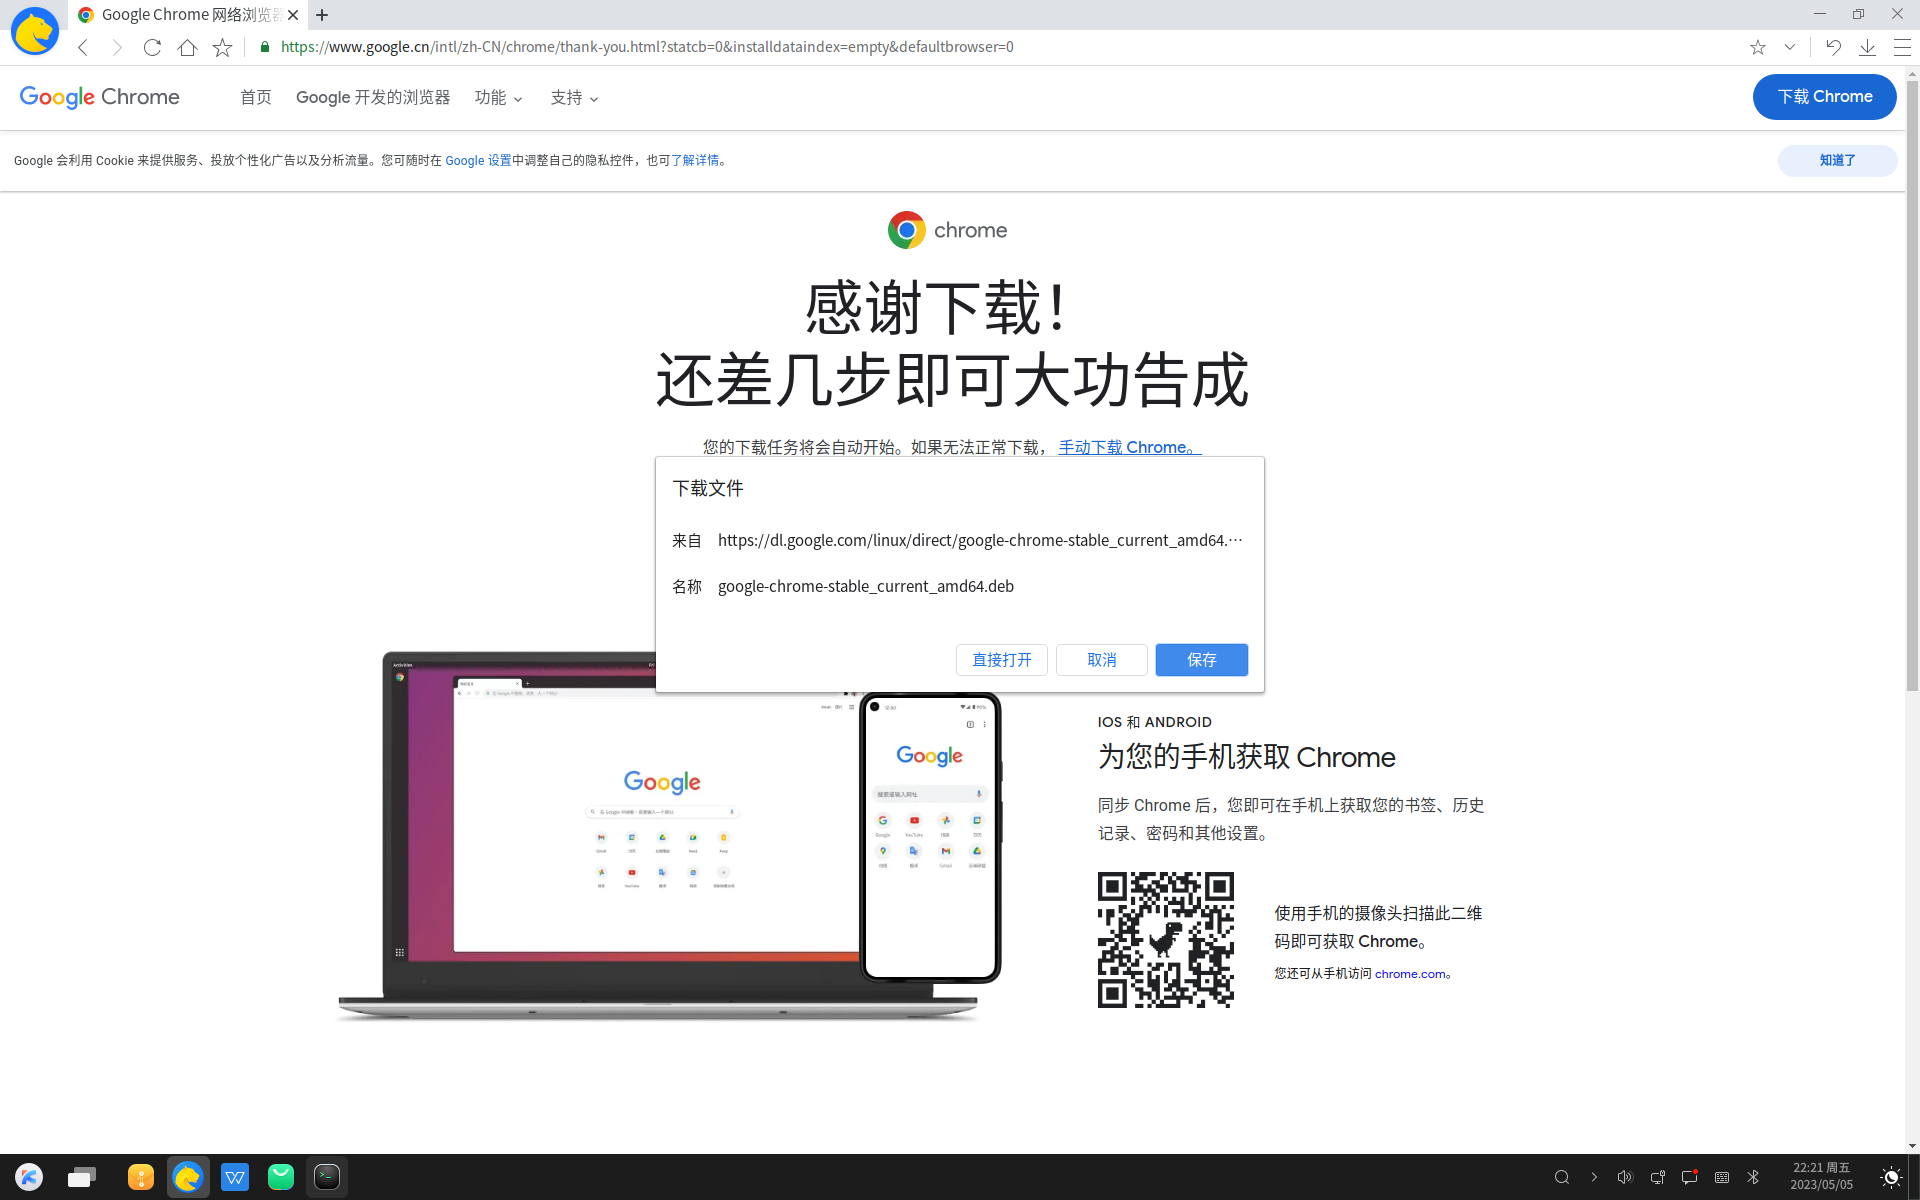 Google Chrome 网络浏览器
https://www.google.cn/intl/zh-CN/chrome/thank-you.html?statcb=0&installdataindex=empty&defaultbrowser=0
Google Chrome
首页
Google 开发的浏览器
功能
支持
下载 Chrome
Google 会利用 Cookie 来提供服务、投放个性化广告以及分析流量。您可随时在 Google 设置中调整自己的隐私控件，也可了解详情。
知道了
chrome
感谢下载！
还差几步即可大功告成
您的下载任务将会自动开始。如果无法正常下载， 手动下载 Chrome。
下载文件
来自 https://dl.google.com/linux/direct/google-chrome-stable_current_amd64.…
名称 google-chrome-stable_current_amd64.deb
直接打开
取消
保存
Activities
Google
Google
搜索或输入网址
Google
YouTube
Gmail
YouTube
IOS 和 ANDROID
为您的手机获取 Chrome
同步 Chrome 后，您即可在手机上获取您的书签、历史
记录、密码和其他设置。
使用手机的摄像头扫描此二维
码即可获取 Chrome。
您还可从手机访问 chrome.com。
22:21 周五
2023/05/05